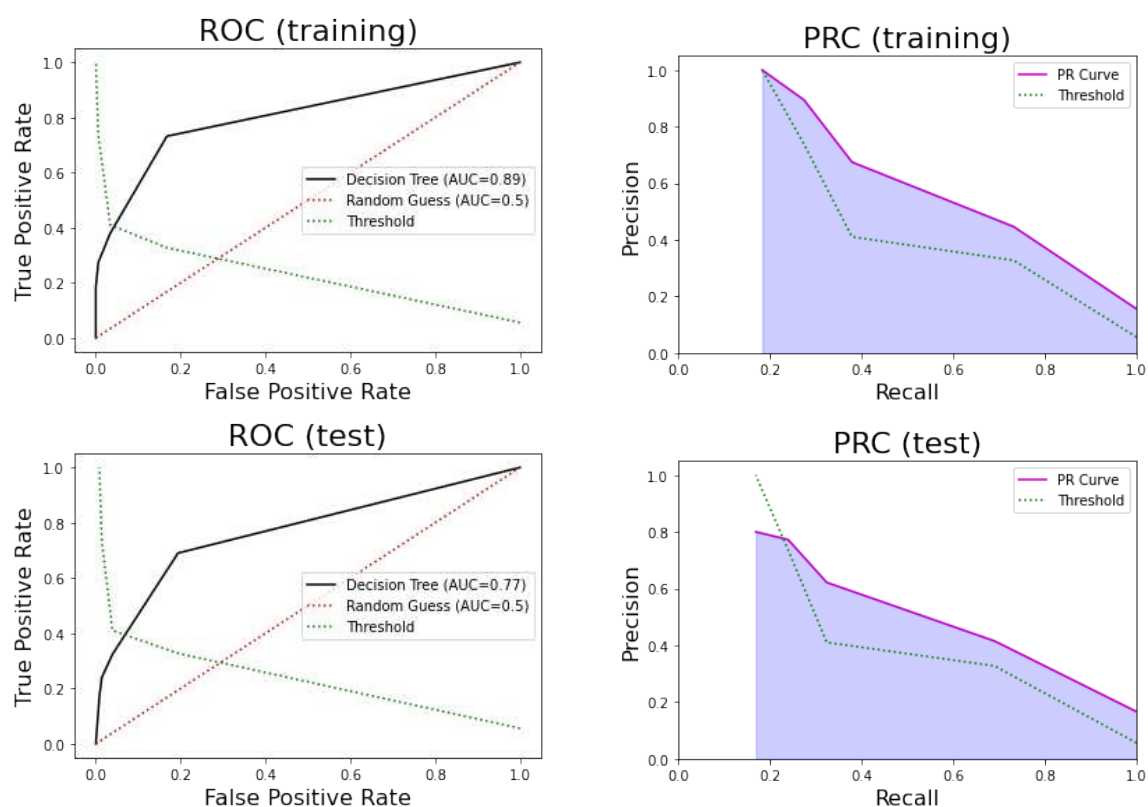 ROC (training)
True Positive Rate
1.0
0.8
0.6
0.4
0.2
0.0
Decision Tree (AUC=0.89)
Random Guess (AUC=0.5)
Threshold
0.0 0.2 0.4 0.6 0.8 1.0
False Positive Rate
PRC (training)
Precision
1.0
0.8
0.6
0.4
0.2
0.0
PR Curve
Threshold
0.0 0.2 0.4 0.6 0.8 1.0
Recall
ROC (test)
True Positive Rate
1.0
0.8
0.6
0.4
0.2
0.0
Decision Tree (AUC=0.77)
Random Guess (AUC=0.5)
Threshold
0.0 0.2 0.4 0.6 0.8 1.0
False Positive Rate
PRC (test)
Precision
1.0
0.8
0.6
0.4
0.2
0.0
PR Curve
Threshold
0.0 0.2 0.4 0.6 0.8 1.0
Recall